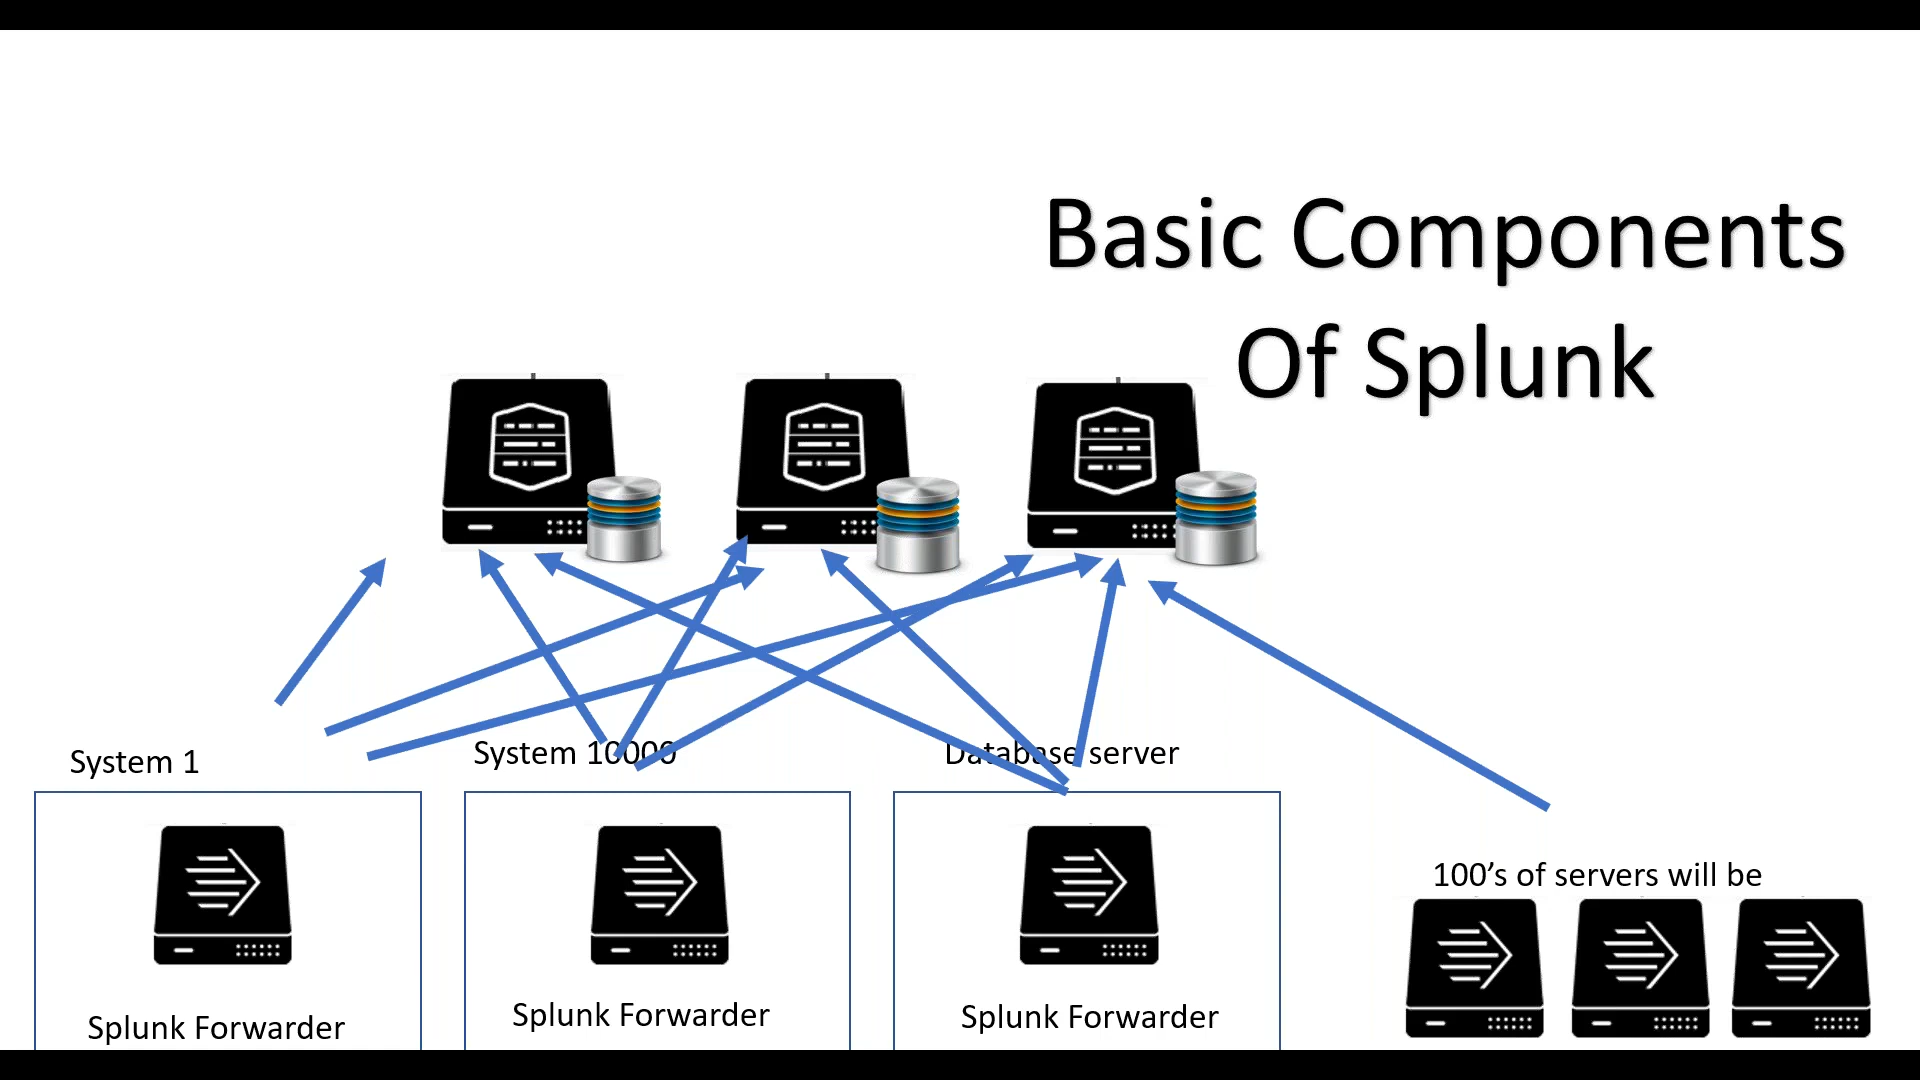 Basic Components
Of Splunk
System 1
System 10000
Database server
100's of servers will be
Splunk Forwarder
Splunk Forwarder
Splunk Forwarder